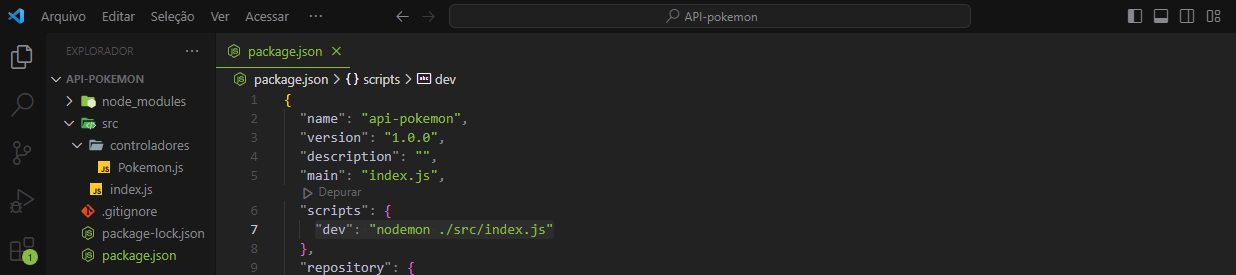 Arquivo Editar Seleção Ver Acessar ··· API-pokemon
EXPLORADOR ···
API-POKEMON
node_modules
src
controladores
Pokemon.js
index.js
.gitignore
package-lock.json
package.json
1
package.json
package.json > {} scripts > abc dev
1 {
2 "name": "api-pokemon",
3 "version": "1.0.0",
4 "description": "",
5 "main": "index.js",
Depurar
6 "scripts": {
7 "dev": "nodemon ./src/index.js"
8 },
9 "repository": {